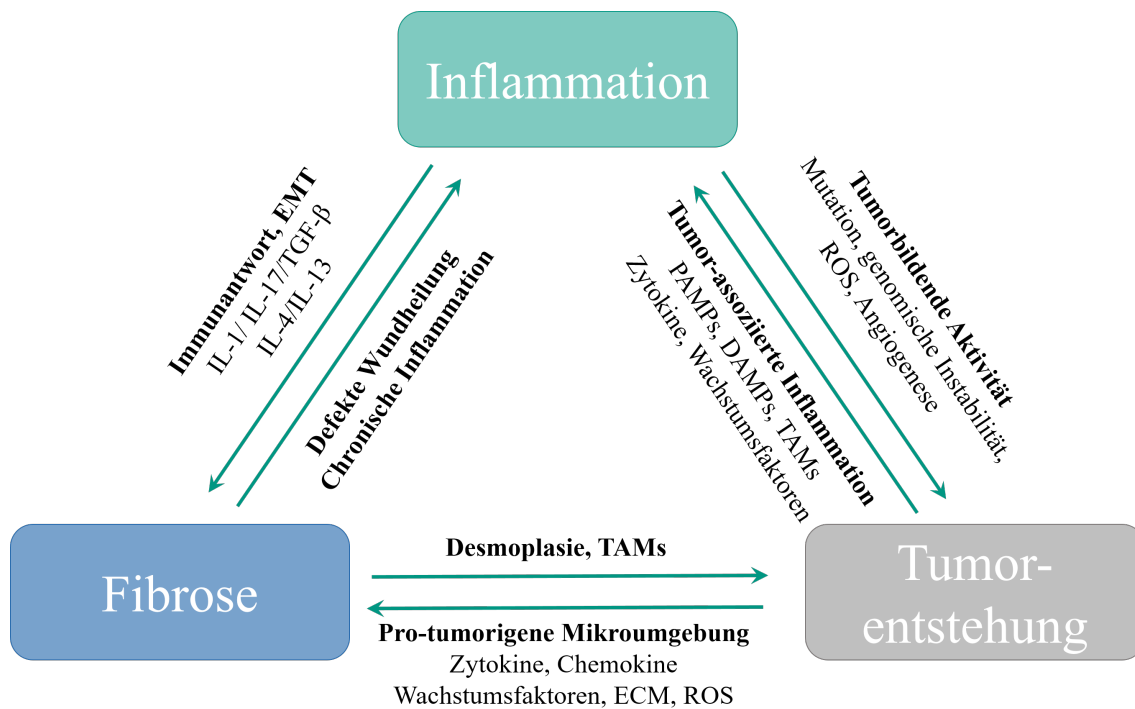 Inflammation
Immunantwort, EMT
IL-1/ IL-17/TGF-β
IL-4/IL-13
Defekte Wundheilung
Chronische Inflammation
Tumor-assoziierte Inflammation
PAMPs, DAMPs, TAMs
Zytokine, Wachstumsfaktoren
Tumorbildende Aktivität
Mutation, genomische Instabilität,
ROS, Angiogenese
Fibrose
Desmoplasie, TAMs
Pro-tumorigene Mikroumgebung
Zytokine, Chemokine
Wachstumsfaktoren, ECM, ROS
Tumor-
entstehung